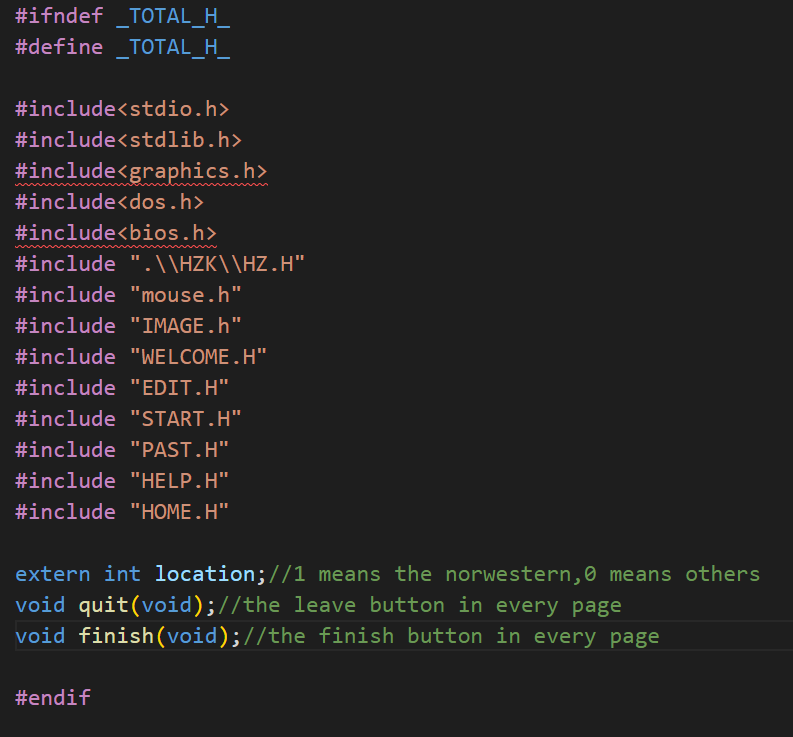 #ifndef _TOTAL_H_
#define _TOTAL_H_
#include<stdio.h>
#include<stdlib.h>
#include<graphics.h>
#include<dos.h>
#include<bios.h>
#include ".\\HZK\\HZ.H"
#include "mouse.h"
#include "IMAGE.h"
#include "WELCOME.H"
#include "EDIT.H"
#include "START.H"
#include "PAST.H"
#include "HELP.H"
#include "HOME.H"
extern int location;//1 means the norwestern,0 means others
void quit(void);//the leave button in every page
void finish(void);//the finish button in every page
#endif